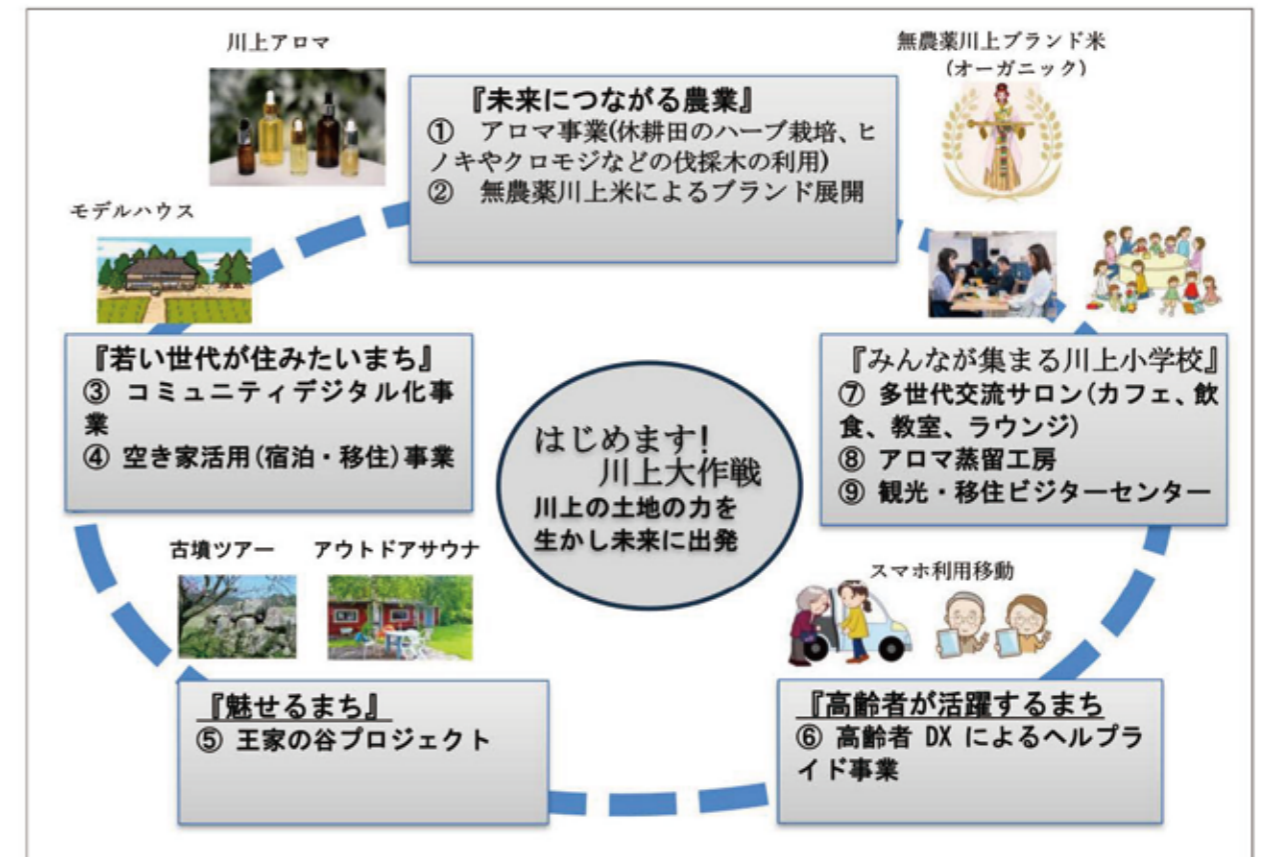 川上アロマ
無農薬川上ブランド米
(オーガニック)
『未来につながる農業』
① アロマ事業(休耕田のハーブ栽培、ヒ
ノキやクロモジなどの伐採木の利用)
② 無農薬川上米によるブランド展開
モデルハウス
『若い世代が住みたいまち』
③ コミュニティデジタル化事
業
④ 空き家活用(宿泊・移住)事業
『みんなが集まる川上小学校』
⑦ 多世代交流サロン(カフェ、飲
食、教室、ラウンジ)
⑧ アロマ蒸留工房
⑨ 観光・移住ビジターセンター
はじめます!
川上大作戦
川上の土地の力を
生かし未来に出発
古墳ツアー
アウトドアサウナ
スマホ利用移動
『魅せるまち』
⑤ 王家の谷プロジェクト
『高齢者が活躍するまち
⑥ 高齢者 DX によるヘルプラ
イド事業